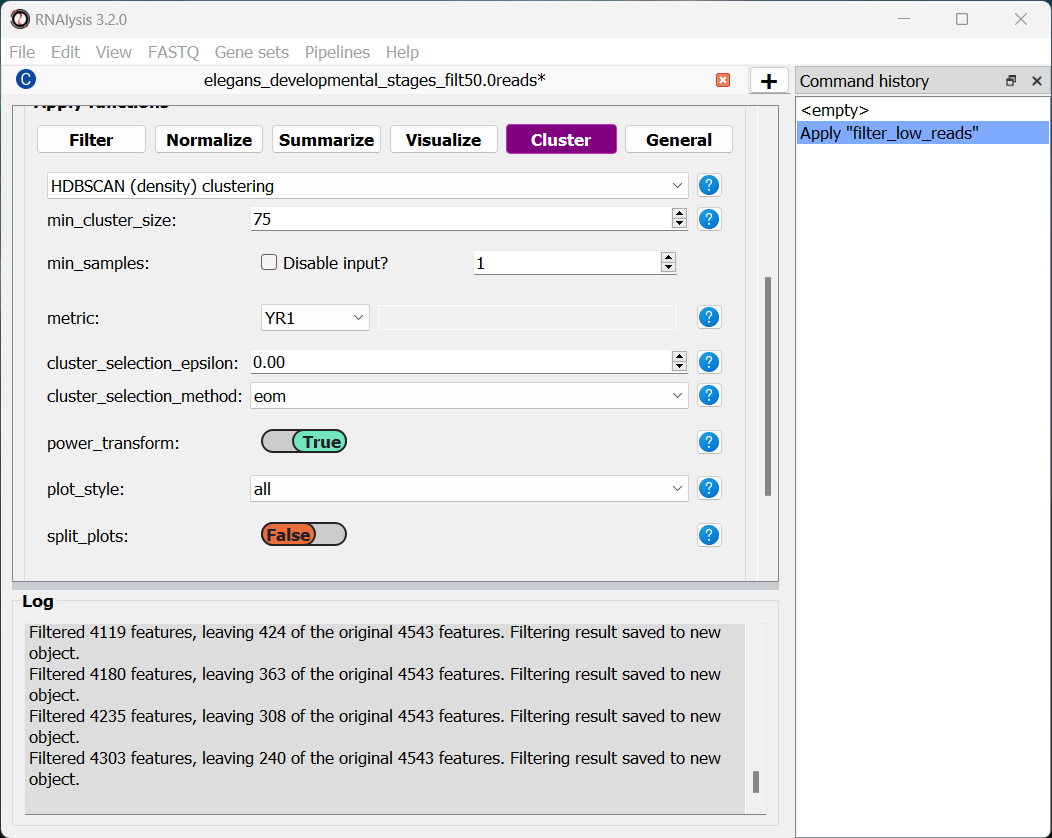 RNAlysis 3.2.0
File Edit View FASTQ Gene sets Pipelines Help
C elegans_developmental_stages_filt50.0reads* + Command history
Apply functions
<empty>
Apply "filter_low_reads"
Filter Normalize Summarize Visualize Cluster General
HDBSCAN (density) clustering ?
min_cluster_size: 75 ?
min_samples: Disable input? 1
metric: YR1 ?
cluster_selection_epsilon: 0.00 ?
cluster_selection_method: eom ?
power_transform: True ?
plot_style: all ?
split_plots: False ?
Log
Filtered 4119 features, leaving 424 of the original 4543 features. Filtering result saved to new
object.
Filtered 4180 features, leaving 363 of the original 4543 features. Filtering result saved to new
object.
Filtered 4235 features, leaving 308 of the original 4543 features. Filtering result saved to new
object.
Filtered 4303 features, leaving 240 of the original 4543 features. Filtering result saved to new
object.